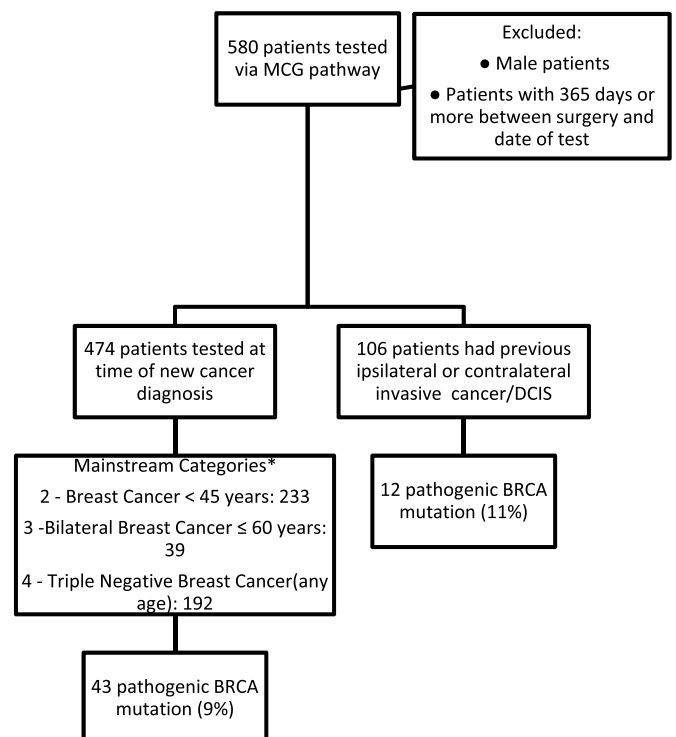 580 patients tested
via MCG pathway
Excluded:
● Male patients
● Patients with 365 days or
more between surgery and
date of test
474 patients tested at
time of new cancer
diagnosis
106 patients had previous
ipsilateral or contralateral
invasive cancer/DCIS
Mainstream Categories*
2 - Breast Cancer < 45 years: 233
3 -Bilateral Breast Cancer ≤ 60 years:
39
4 - Triple Negative Breast Cancer(any
age): 192
12 pathogenic BRCA
mutation (11%)
43 pathogenic BRCA
mutation (9%)